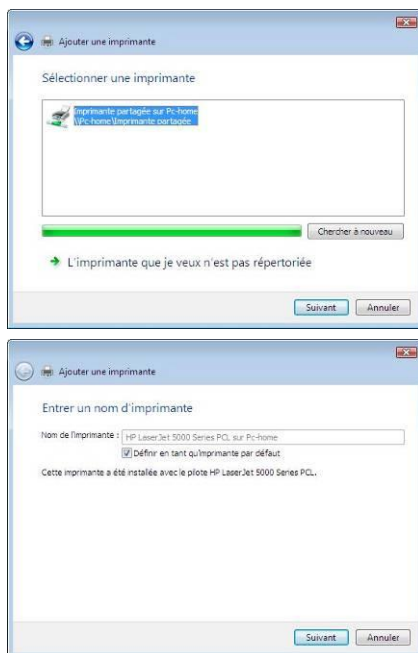 Ajouter une imprimante
Sélectionner une imprimante
Imprimante partagée sur Pc-home
\\Pc-home\Imprimante partagée
Chercher à nouveau
L'imprimante que je veux n'est pas répertoriée
Suivant Annuler
Ajouter une imprimante
Entrer un nom d'imprimante
Nom de l'imprimante : HP LaserJet 5000 Series PCL sur Pc-home
Définir en tant qu'imprimante par défaut
Cette imprimante a été installée avec le pilote HP LaserJet 5000 Series PCL.
Suivant Annuler